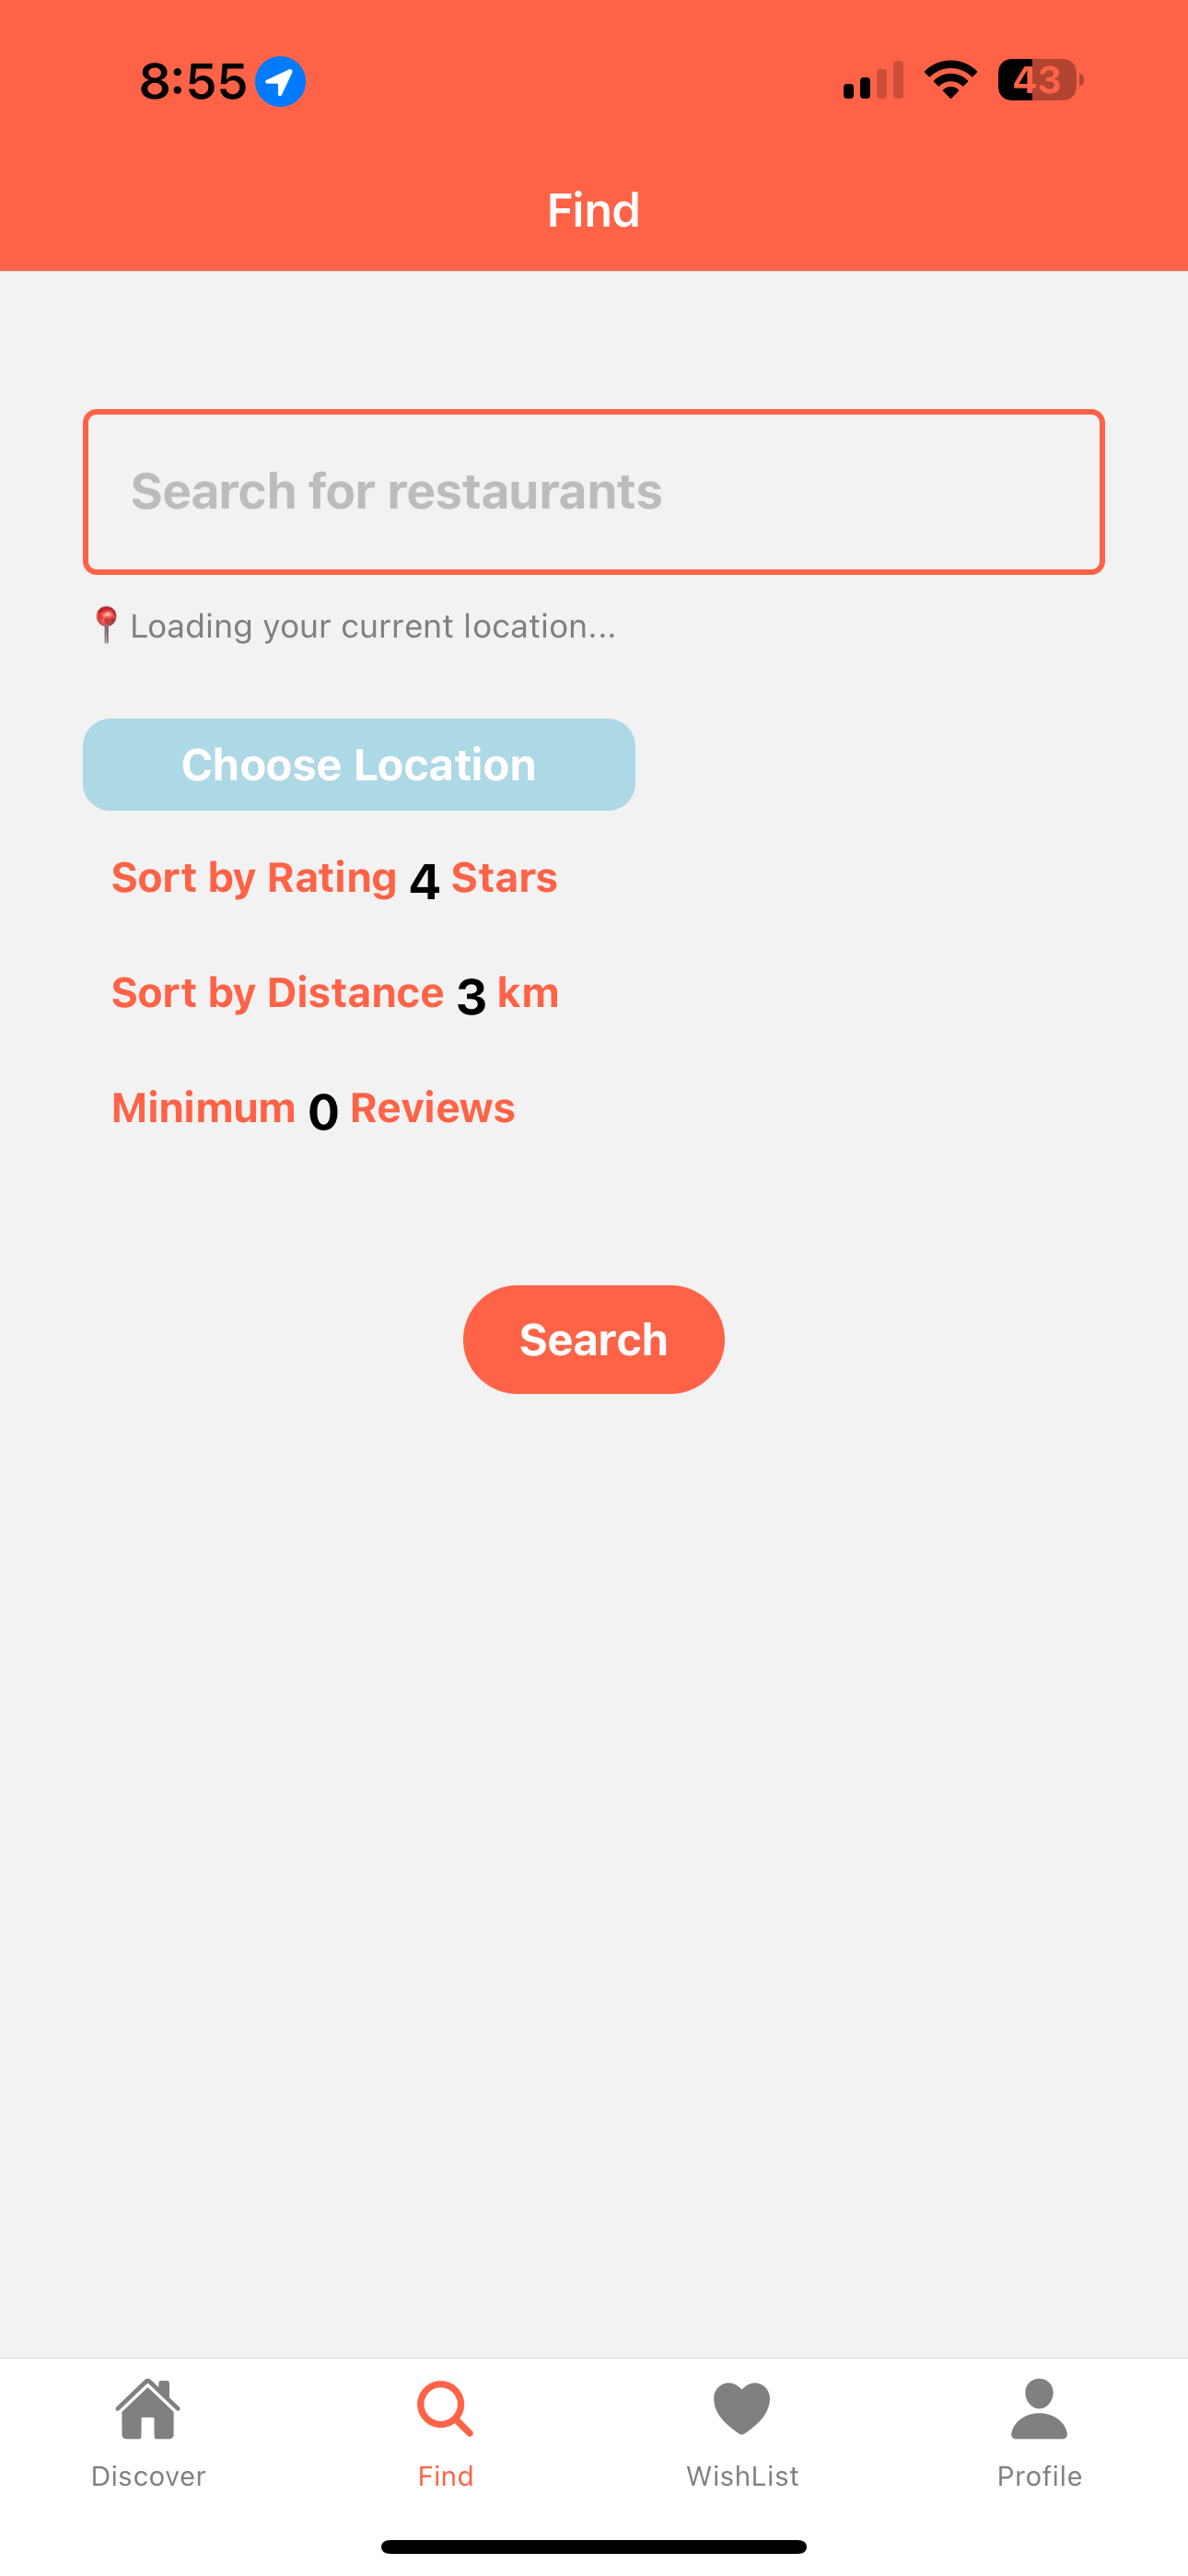 8:55
43
Find
Search for restaurants
📍 Loading your current location...
Choose Location
Sort by Rating 4 Stars
Sort by Distance 3 km
Minimum 0 Reviews
Search
Discover Find WishList Profile